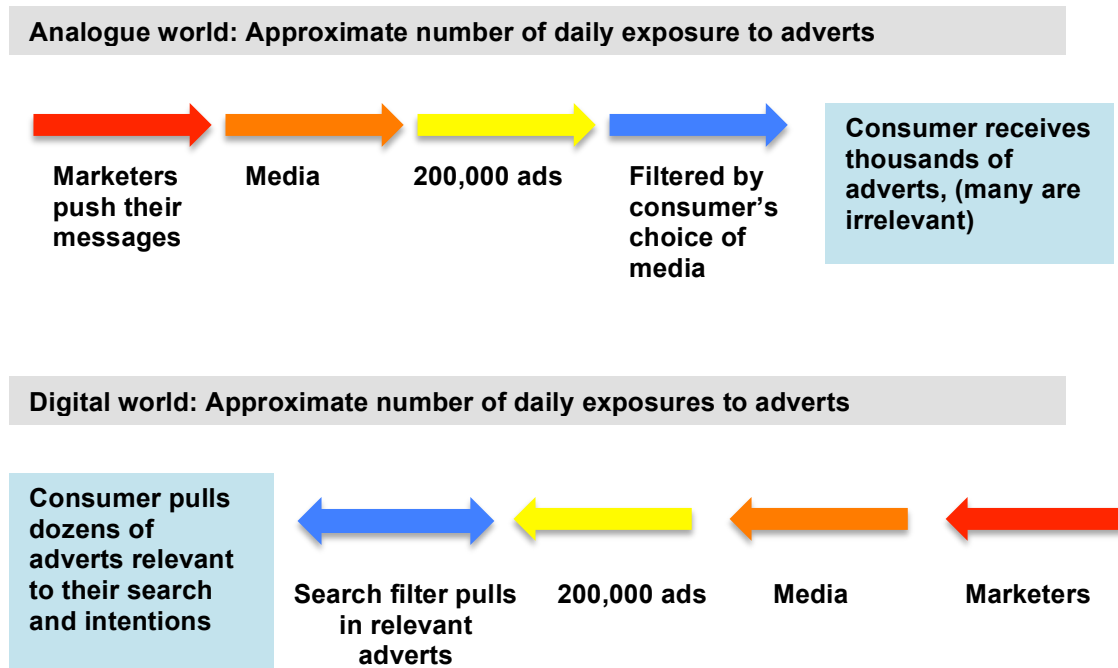 Analogue world: Approximate number of daily exposure to adverts
Marketers
push their
messages
Media
200,000 ads
Filtered by
consumer’s
choice of
media
Consumer receives
thousands of
adverts, (many are
irrelevant)
Digital world: Approximate number of daily exposures to adverts
Consumer pulls
dozens of
adverts relevant
to their search
and intentions
Search filter pulls
in relevant
adverts
200,000 ads
Media
Marketers